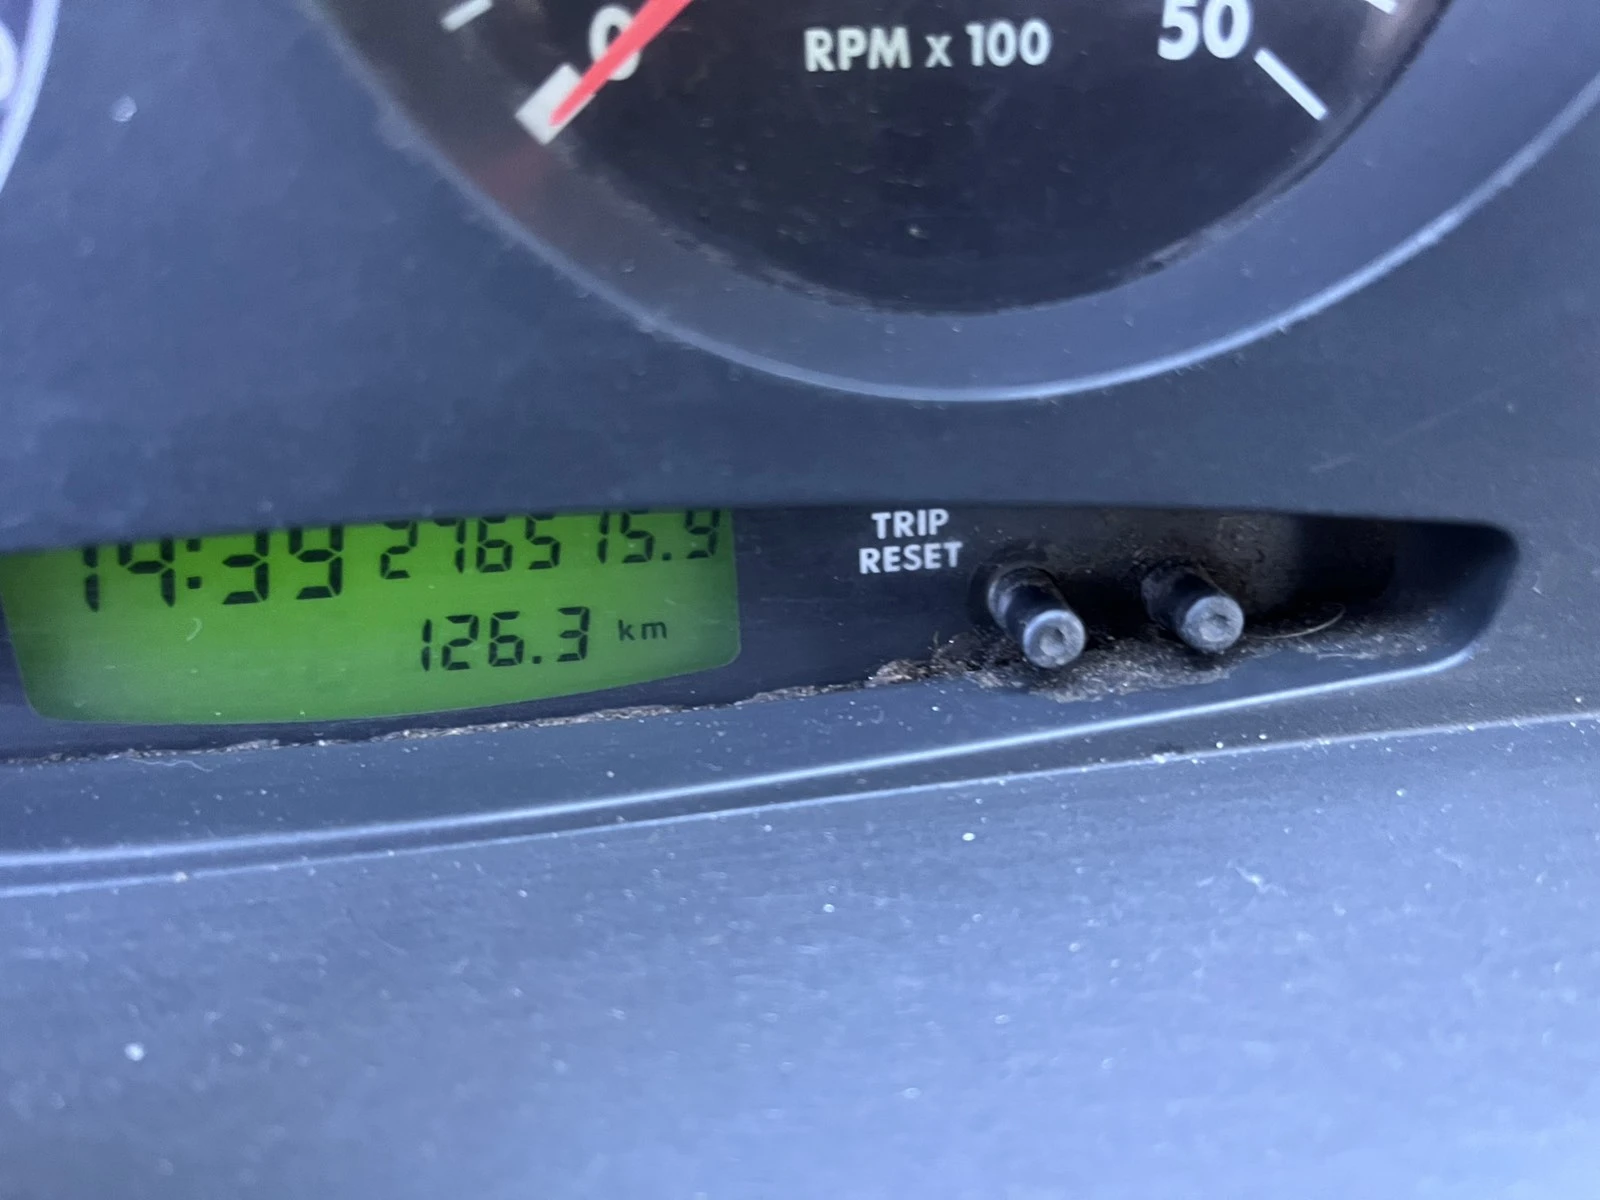 0
RPM x 100
50
14:39 276515.9
126.3 km
TRIP
RESET